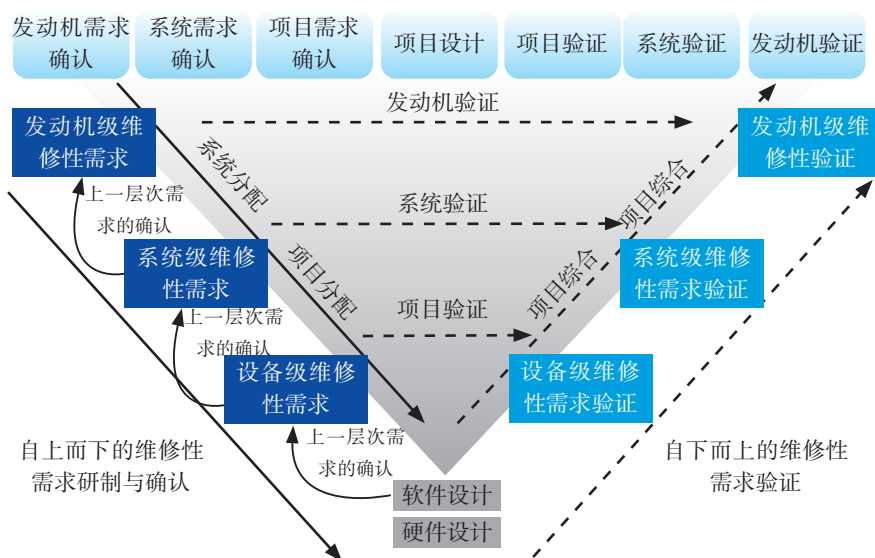 发动机需求
确认
系统需求
确认
项目需求
确认
项目设计
项目验证
系统验证
发动机验证
发动机验证
发动机级维
修性需求
发动机级维
修性验证
系统分配
项目综合
上一层次需
求的确认
系统验证
系统级维修
性需求
系统级维修
性需求验证
项目分配
项目综合
项目验证
上一层次需
求的确认
设备级维修
性需求
设备级维修
性需求验证
上一层次需
求的确认
自上而下的维修性
需求研制与确认
自下而上的维修性
需求验证
软件设计
硬件设计